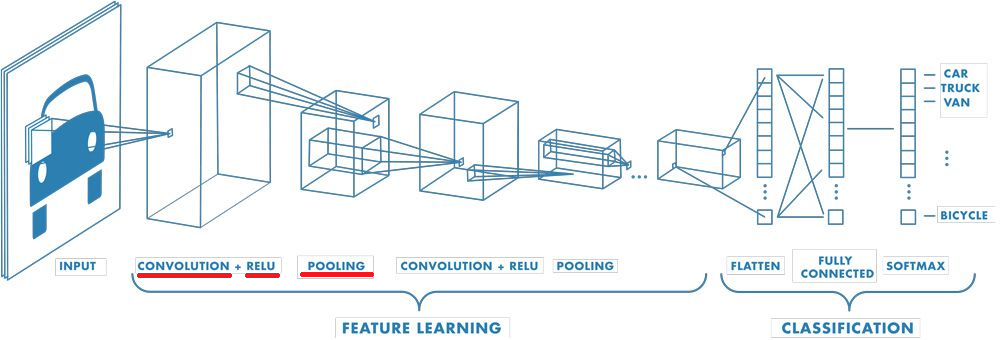 CAR
TRUCK
VAN
BICYCLE
INPUT
CONVOLUTION + RELU
POOLING
CONVOLUTION + RELU
POOLING
FLATTEN
FULLY
CONNECTED
SOFTMAX
FEATURE LEARNING
CLASSIFICATION